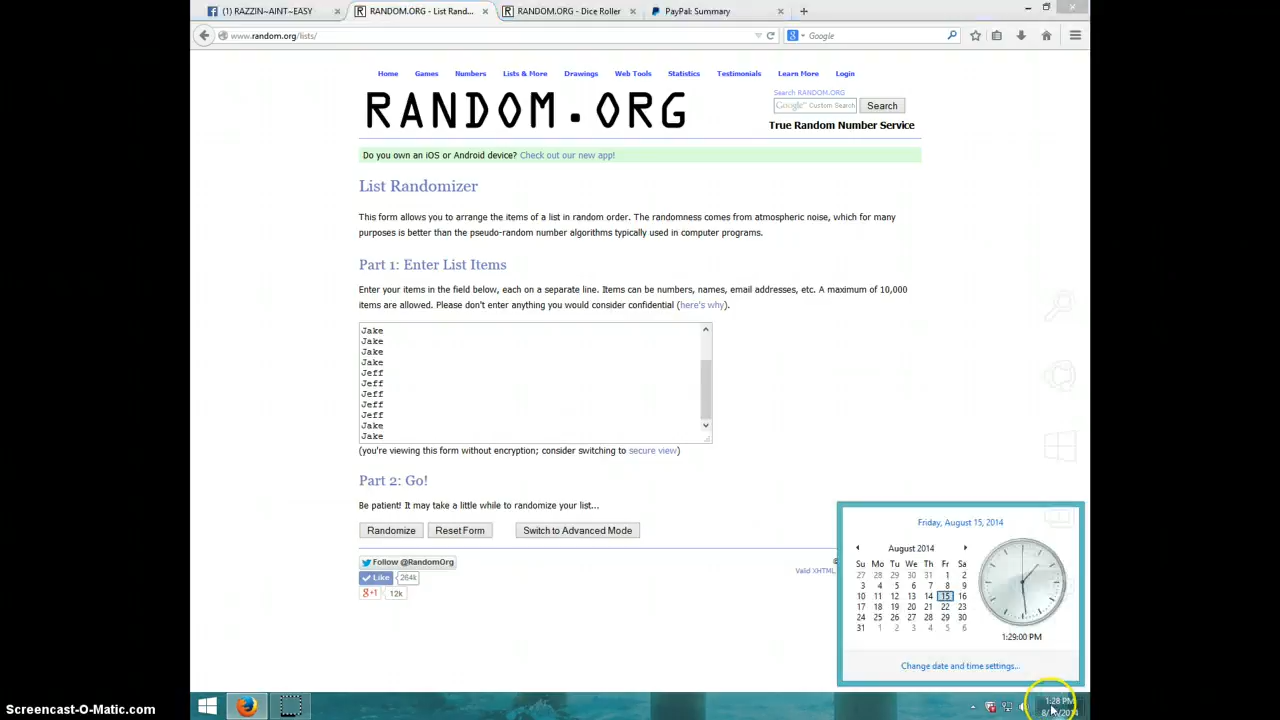 (1) RAZZIN~AINT~EASY
RANDOM.ORG - List Rand...
RANDOM.ORG - Dice Roller
PayPal: Summary
www.random.org/lists/
Google
Home Games Numbers Lists & More Drawings Web Tools Statistics Testimonials Learn More Login
RANDOM.ORG
Search RANDOM.ORG
Google™ Custom Search
Search
True Random Number Service
Do you own an iOS or Android device? Check out our new app!
List Randomizer
This form allows you to arrange the items of a list in random order. The randomness comes from atmospheric noise, which for many
purposes is better than the pseudo-random number algorithms typically used in computer programs.
Part 1: Enter List Items
Enter your items in the field below, each on a separate line. Items can be numbers, names, email addresses, etc. A maximum of 10,000
items are allowed. Please don't enter anything you would consider confidential (here's why).
Jake
Jake
Jake
Jake
Jeff
Jeff
Jeff
Jeff
Jeff
Jake
Jake
(you're viewing this form without encryption; consider switching to secure view)
Part 2: Go!
Be patient! It may take a little while to randomize your list...
Randomize Reset Form Switch to Advanced Mode
Follow @RandomOrg
Like 264k
g+1 12k
Valid XHTML
Friday, August 15, 2014
August 2014
Su Mo Tu We Th Fr Sa
27 28 29 30 31 1 2
3 4 5 6 7 8 9
10 11 12 13 14 15 16
17 18 19 20 21 22 23
24 25 26 27 28 29 30
31 1 2 3 4 5 6
1:29:00 PM
Change date and time settings...
1:28 PM
Screencast-O-Matic.com